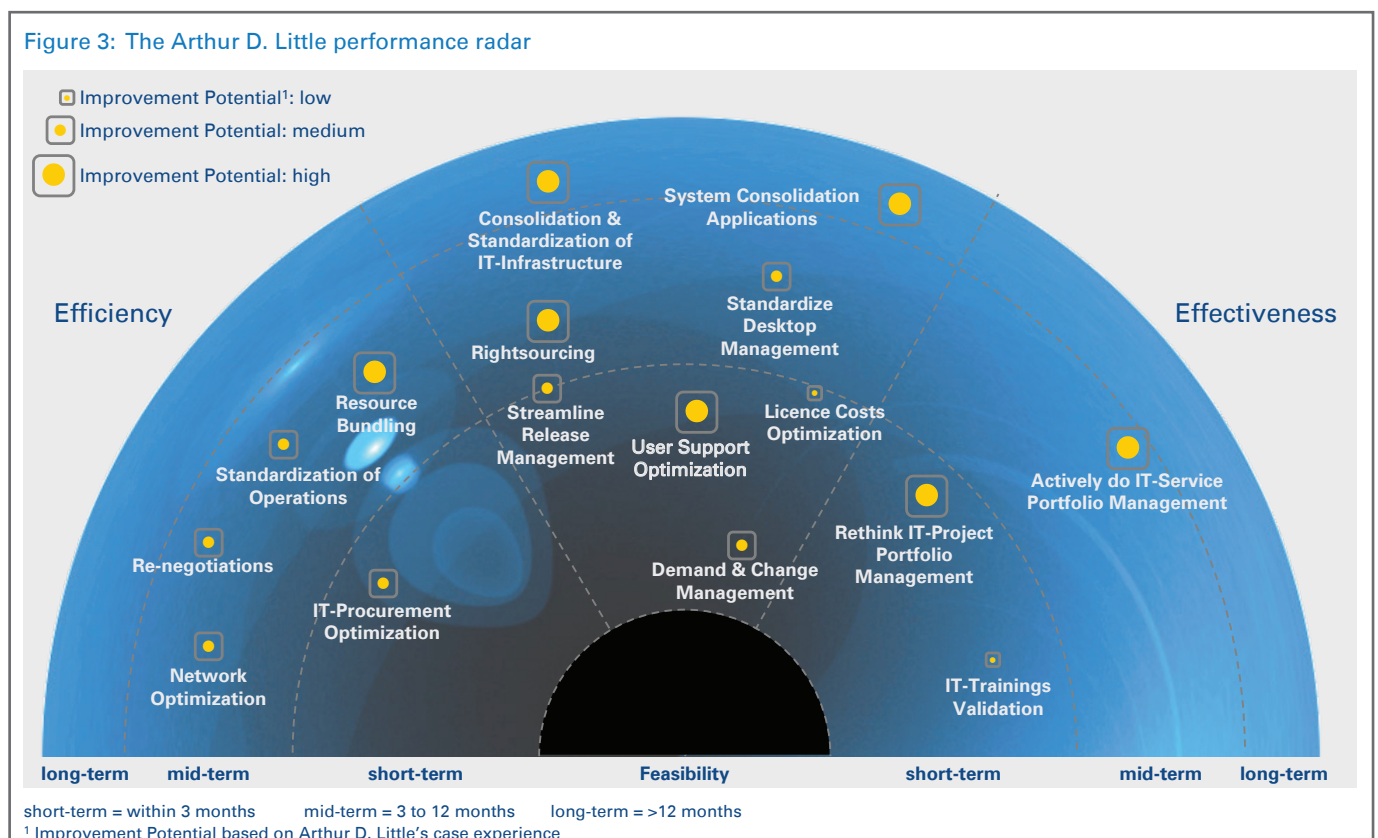 Figure 3: The Arthur D. Little performance radar
Improvement Potential¹: low
Improvement Potential: medium
Improvement Potential: high
Efficiency
Effectiveness
Consolidation &
Standardization of
IT-Infrastructure
System Consolidation
Applications
Standardize
Desktop
Management
Rightsourcing
Resource
Bundling
Streamline
Release
Management
User Support
Optimization
Licence Costs
Optimization
Standardization of
Operations
Actively do IT-Service
Portfolio Management
Rethink IT-Project
Portfolio
Management
Re-negotiations
Demand & Change
Management
IT-Procurement
Optimization
Network
Optimization
IT-Trainings
Validation
long-term mid-term short-term Feasibility short-term mid-term long-term
short-term = within 3 months mid-term = 3 to 12 months long-term = >12 months
¹ Improvement Potential based on Arthur D. Little's case experience